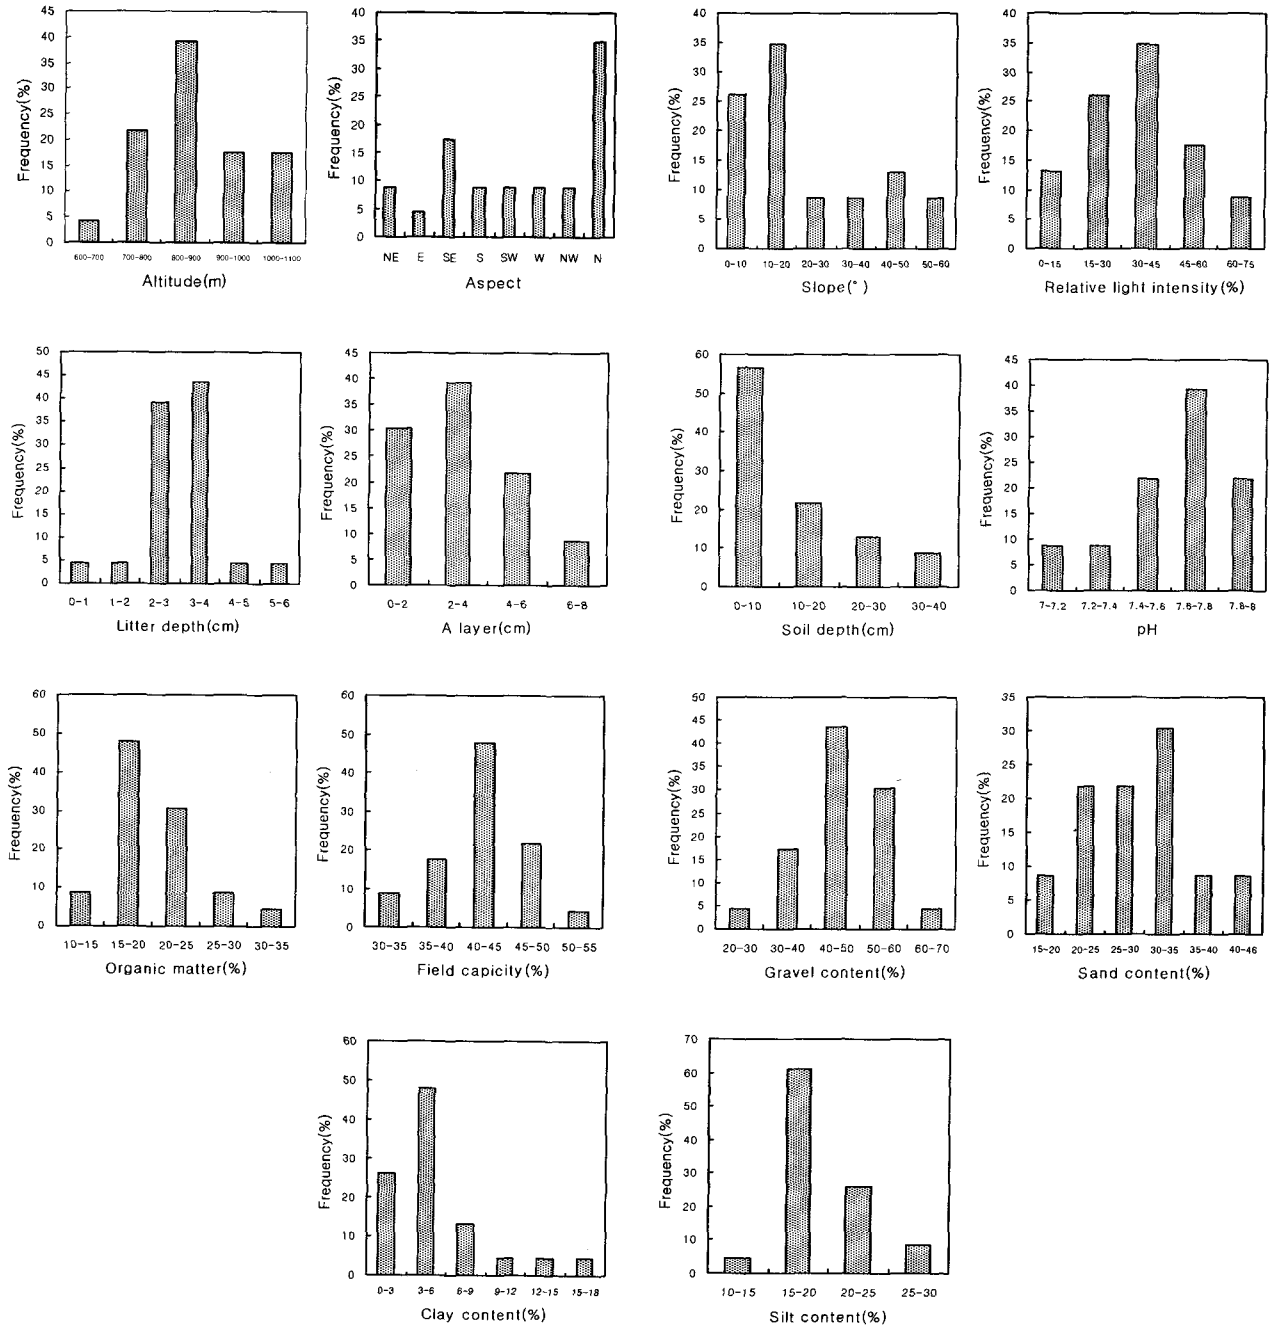 45
40
35
30
25
20
15
10
5
0
Frequency(%)
600-700 700-800 800-900 900-1000 1000-1100
Altitude(m)
40
35
30
25
20
15
10
5
0
Frequency(%)
NE E SE S SW W NW N
Aspect
40
35
30
25
20
15
10
5
0
Frequency(%)
0-10 10-20 20-30 30-40 40-50 50-60
Slope(°)
40
35
30
25
20
15
10
5
0
Frequency(%)
0-15 15-30 30-45 45-60 60-75
Relative light intensity(%)
50
45
40
35
30
25
20
15
10
5
0
Frequency(%)
0-1 1-2 2-3 3-4 4-5 5-6
Litter depth(cm)
45
40
35
30
25
20
15
10
5
0
Frequency(%)
0-2 2-4 4-6 6-8
A layer(cm)
60
50
40
30
20
10
0
Frequency(%)
0-10 10-20 20-30 30-40
Soil depth(cm)
45
40
35
30
25
20
15
10
5
0
Frequency(%)
7-7.2 7.2-7.4 7.4-7.6 7.6-7.8 7.8-8
pH
60
50
40
30
20
10
0
Frequency(%)
10-15 15-20 20-25 25-30 30-35
Organic matter(%)
60
50
40
30
20
10
0
Frequency(%)
30-35 35-40 40-45 45-50 50-55
Field capicity(%)
50
45
40
35
30
25
20
15
10
5
0
Frequency(%)
20-30 30-40 40-50 50-60 60-70
Gravel content(%)
35
30
25
20
15
10
5
0
Frequency(%)
15-20 20-25 25-30 30-35 35-40 40-46
Sand content(%)
60
50
40
30
20
10
0
Frequency(%)
0-3 3-6 6-9 9-12 12-15 15-18
Clay content(%)
70
60
50
40
30
20
10
0
Frequency(%)
10-15 15-20 20-25 25-30
Silt content(%)